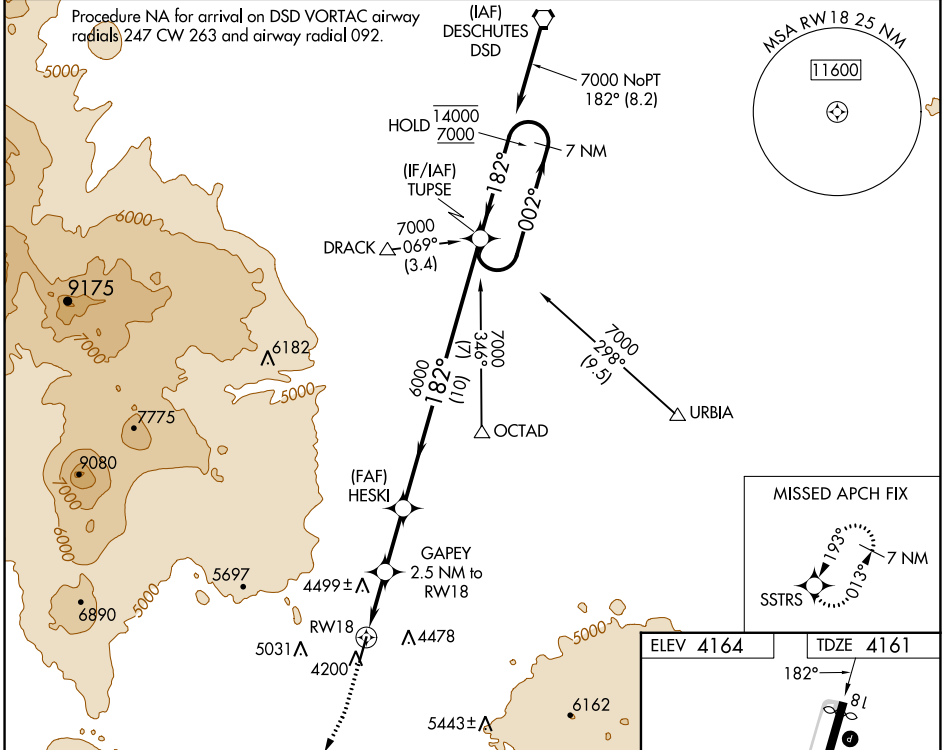 Procedure NA for arrival on DSD VORTAC airway
radials 247 CW 263 and airway radial 092.
(IAF)
DESCHUTES
DSD
MSA RW18 25 NM
11600
5000
7000 NoPT
182° (8.2)
HOLD
14000
7000
7 NM
182°
002°
(IF/IAF)
TUPSE
6000
DRACK
7000
069°
(3.4)
9175
7000
6182
5000
7000
346°
(7)
7000
298°
(9.5)
6000
182°
(10)
URBIA
OCTAD
7775
9080
7000
6000
(FAF)
HESKI
MISSED APCH FIX
193°
013°
7 NM
SSTRS
GAPEY
2.5 NM to
RW18
4499±
5697
5000
6890
RW18
4478
5031
4200
5000
ELEV 4164
TDZE 4161
182°
18
P
6162
5443±